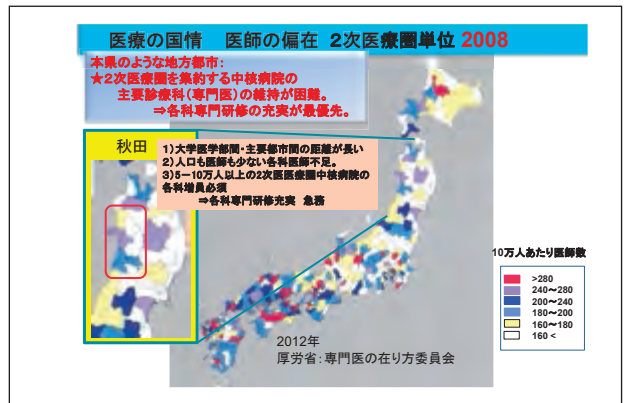 医療の国情　医師の偏在 2次医療圏単位 2008
本県のような地方都市：
★2次医療圏を集約する中核病院の
主要診療科（専門医）の維持が困難。
⇒各科専門研修の充実が最優先。
秋田
1）大学医学部間・主要都市間の距離が長い
2）人口も医師も少ない各科医師不足。
3）5－10万人以上の2次医医療圏中核病院の
各科増員必須
⇒各科専門研修充実　急務
10万人あたり医師数
>280
240～280
200～240
180～200
160～180
160 <
2012年
厚労省：専門医の在り方委員会